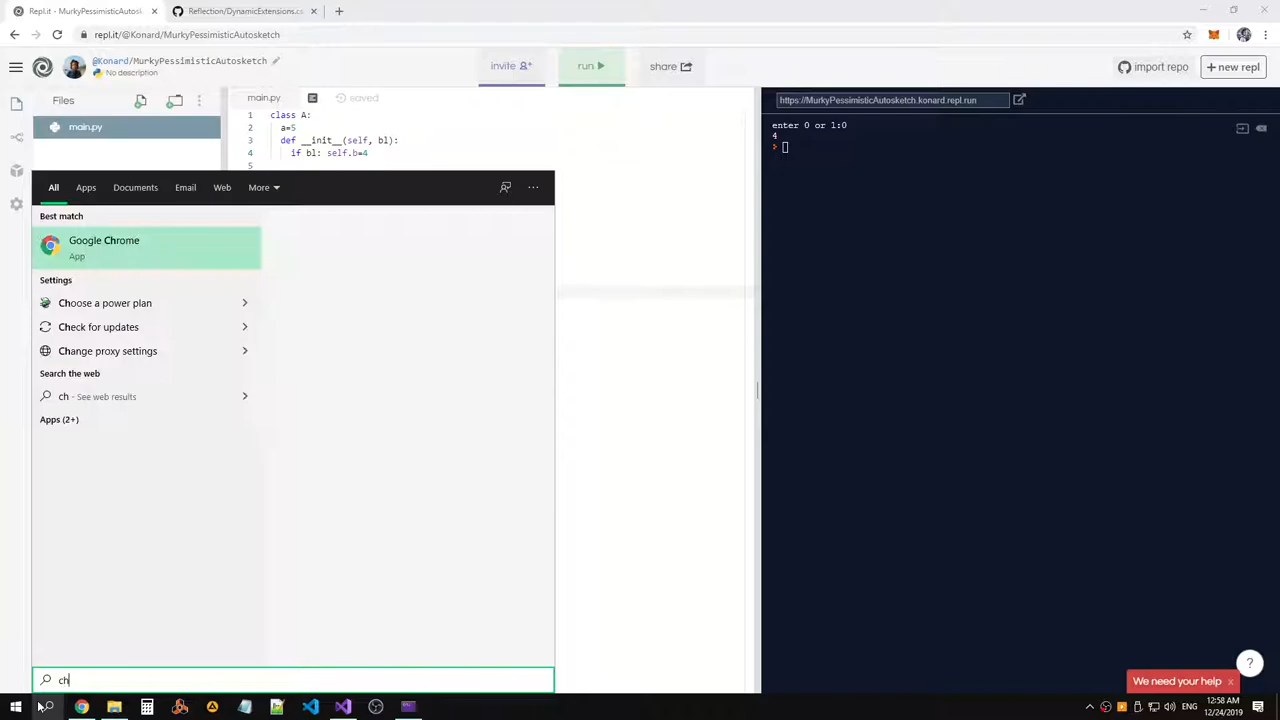 Repl.it - MurkyPessimisticAutosk
Reflection/DynamicExtensions.cs
repl.it/@Konard/MurkyPessimisticAutosketch
@Konard/MurkyPessimisticAutosketch
No description
invite
run
share
import repo
+ new repl
Files
main.py
main.py
saved
https://MurkyPessimisticAutosketch.konard.repl.run
1 class A:
2 a=5
3 def __init__(self, bl):
4 if bl: self.b=4
5
enter 0 or 1:0
4
>
All
Apps
Documents
Email
Web
More
...
Best match
Google Chrome
App
Settings
Choose a power plan
Check for updates
Change proxy settings
Search the web
ch - See web results
Apps (2+)
ch
We need your help x
?
ENG
12:58 AM
12/24/2019